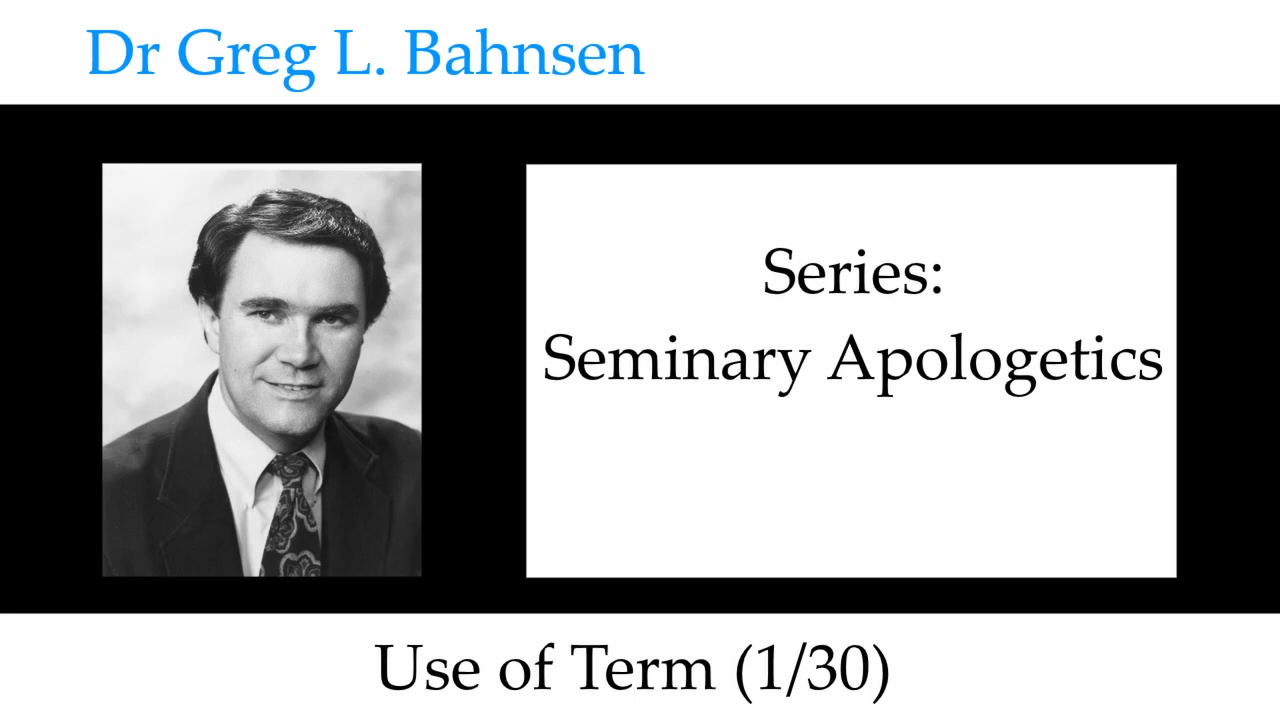 Dr Greg L. Bahnsen
Series:
Seminary Apologetics
Use of Term (1/30)